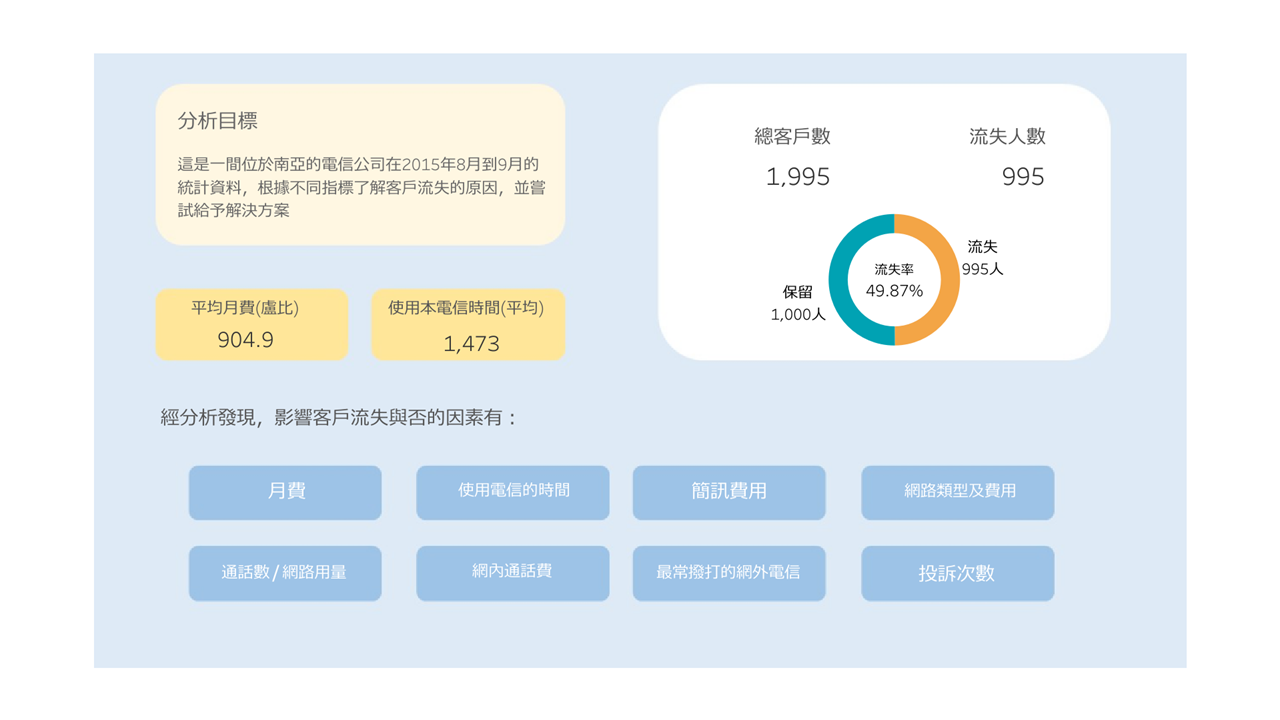 分析目標
這是一間位於南亞的電信公司在2015年8月到9月的
統計資料，根據不同指標了解客戶流失的原因，並嘗
試給予解決方案
平均月費(盧比)
904.9
使用本電信時間(平均)
1,473
總客戶數
1,995
流失人數
995
流失
995人
流失率
49.87%
保留
1,000人
經分析發現，影響客戶流失與否的因素有：
月費
使用電信的時間
簡訊費用
網路類型及費用
通話數/網路用量
網內通話費
最常撥打的網外電信
投訴次數